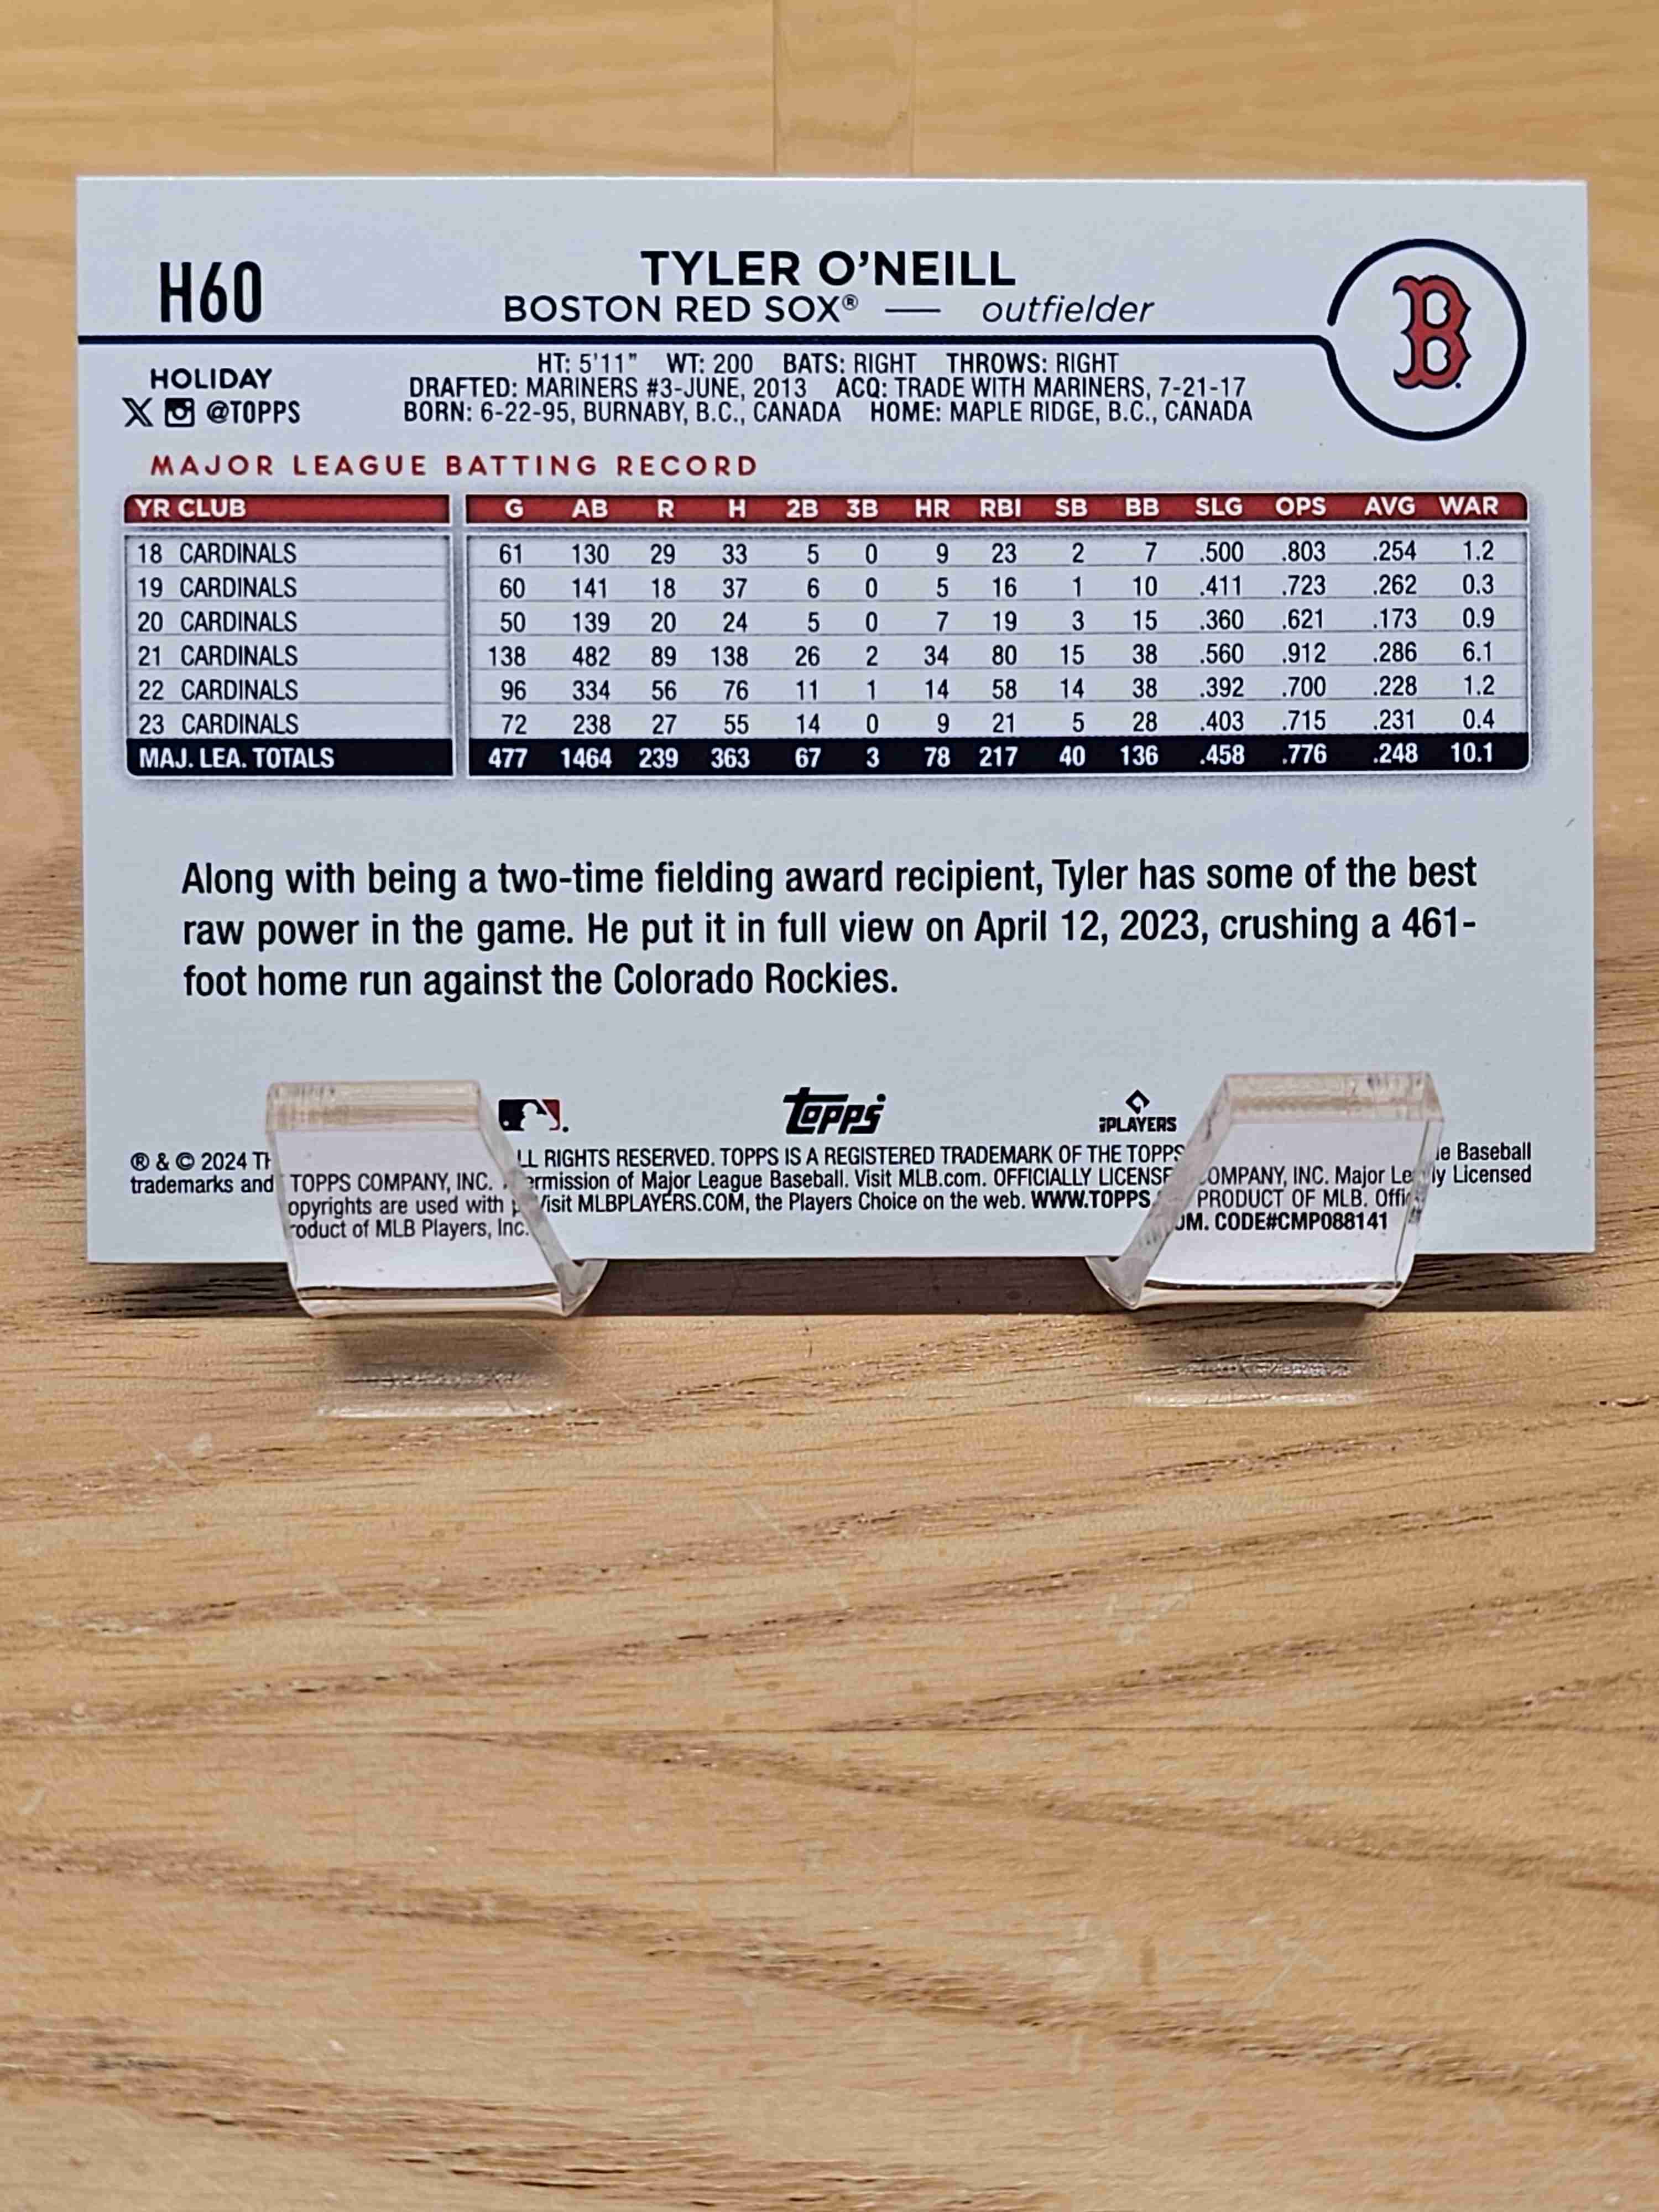 H60
TYLER O'NEILL
BOSTON RED SOX® — outfielder
B
HOLIDAY
X @TOPPS
HT: 5'11" WT: 200 BATS: RIGHT THROWS: RIGHT
DRAFTED: MARINERS #3-JUNE, 2013 ACQ: TRADE WITH MARINERS, 7-21-17
BORN: 6-22-95, BURNABY, B.C., CANADA HOME: MAPLE RIDGE, B.C., CANADA
MAJOR LEAGUE BATTING RECORD
YR CLUB G AB R H 2B 3B HR RBI SB BB SLG OPS AVG WAR
18 CARDINALS 61 130 29 33 5 0 9 23 2 7 .500 .803 .254 1.2
19 CARDINALS 60 141 18 37 6 0 5 16 1 10 .411 .723 .262 0.3
20 CARDINALS 50 139 20 24 5 0 7 19 3 15 .360 .621 .173 0.9
21 CARDINALS 138 482 89 138 26 2 34 80 15 38 .560 .912 .286 6.1
22 CARDINALS 96 334 56 76 11 1 14 58 14 38 .392 .700 .228 1.2
23 CARDINALS 72 238 27 55 14 0 9 21 5 28 .403 .715 .231 0.4
MAJ. LEA. TOTALS 477 1464 239 363 67 3 78 217 40 136 .458 .776 .248 10.1
Along with being a two-time fielding award recipient, Tyler has some of the best
raw power in the game. He put it in full view on April 12, 2023, crushing a 461-
foot home run against the Colorado Rockies.
Topps
PLAYERS
® & © 2024 TOPPS COMPANY, INC. RIGHTS RESERVED. TOPPS IS A REGISTERED TRADEMARK OF THE TOPPS COMPANY, INC. Major Baseball
trademarks and opyrights are used with ermission of Major League Baseball. Visit MLB.com. OFFICIALLY PRODUCT OF MLB. Licensed
roduct of MLB Players, Inc. Visit MLBPLAYERS.COM, the Players Choice on the web. WWW.TOPPS CODE#CMP088141